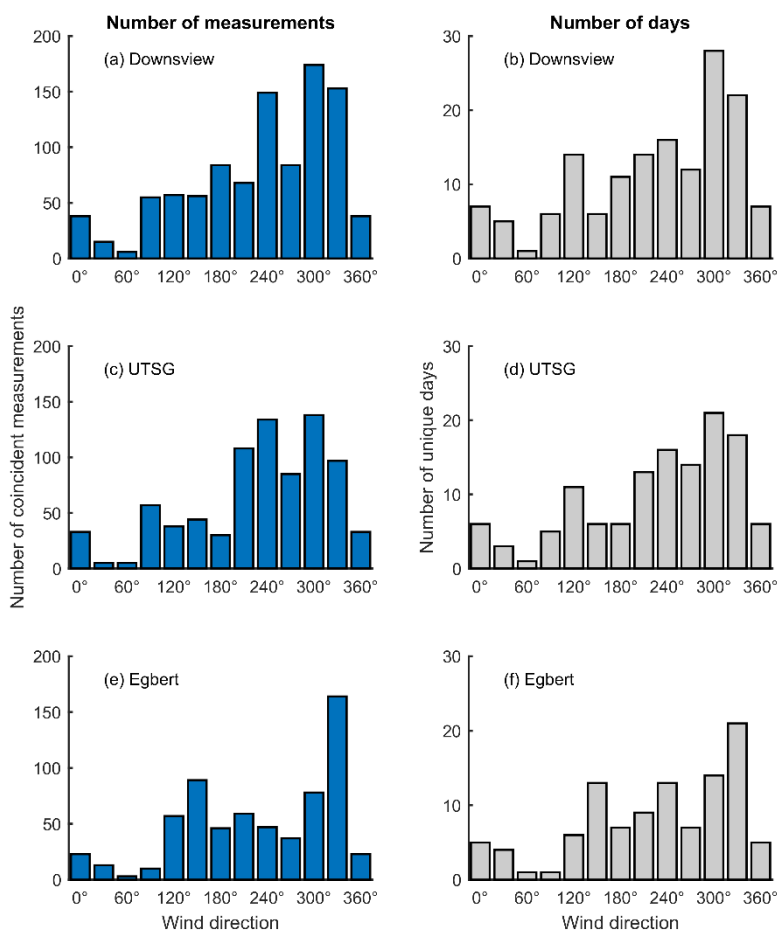 Number of measurements
Number of days
200
150
100
50
0
(a) Downsview
0° 60° 120° 180° 240° 300° 360°
30
20
10
0
(b) Downsview
0° 60° 120° 180° 240° 300° 360°
Number of coincident measurements
200
150
100
50
0
(c) UTSG
0° 60° 120° 180° 240° 300° 360°
Number of unique days
30
20
10
0
(d) UTSG
0° 60° 120° 180° 240° 300° 360°
200
150
100
50
0
(e) Egbert
0° 60° 120° 180° 240° 300° 360°
Wind direction
30
20
10
0
(f) Egbert
0° 60° 120° 180° 240° 300° 360°
Wind direction